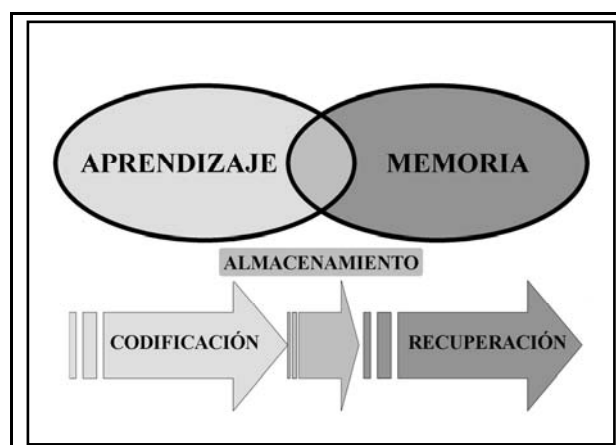 APRENDIZAJE MEMORIA
ALMACENAMIENTO
CODIFICACIÓN RECUPERACIÓN